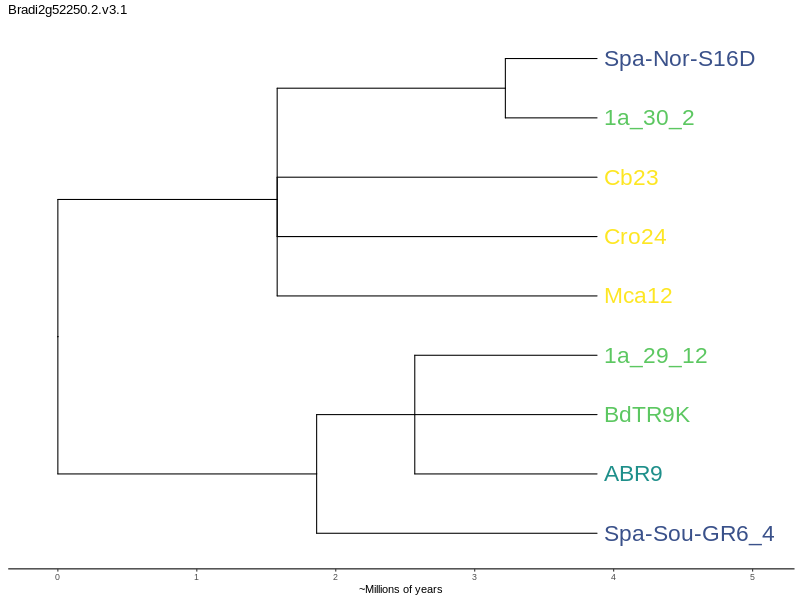 Bradi2g52250.2.v3.1
Spa-Nor-S16D
1a_30_2
Cb23
Cro24
Mca12
1a_29_12
BdTR9K
ABR9
Spa-Sou-GR6_4
0 1 2 3 4 5
~Millions of years